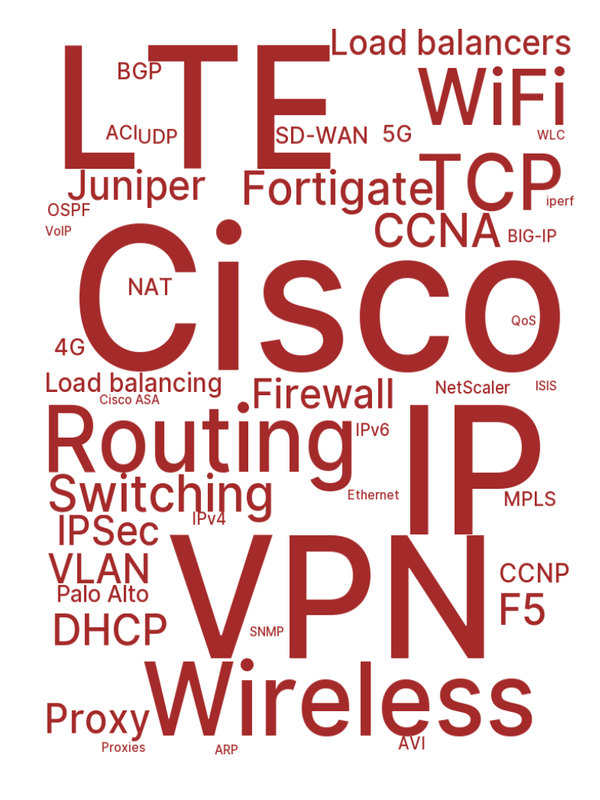 Load balancers
LTE
BGP
WiFi
ACI
UDP
SD-WAN
5G
WLC
TCP
Juniper
Fortigate
iperf
OSPF
CCNA
VoIP
BIG-IP
Cisco
NAT
QoS
4G
Load balancing
Firewall
NetScaler
ISIS
Cisco ASA
Routing
IPv6
IP
Switching
Ethernet
MPLS
IPv4
IPSec
VPN
VLAN
CCNP
Palo Alto
F5
DHCP
SNMP
Wireless
Proxy
Proxies
ARP
AVI